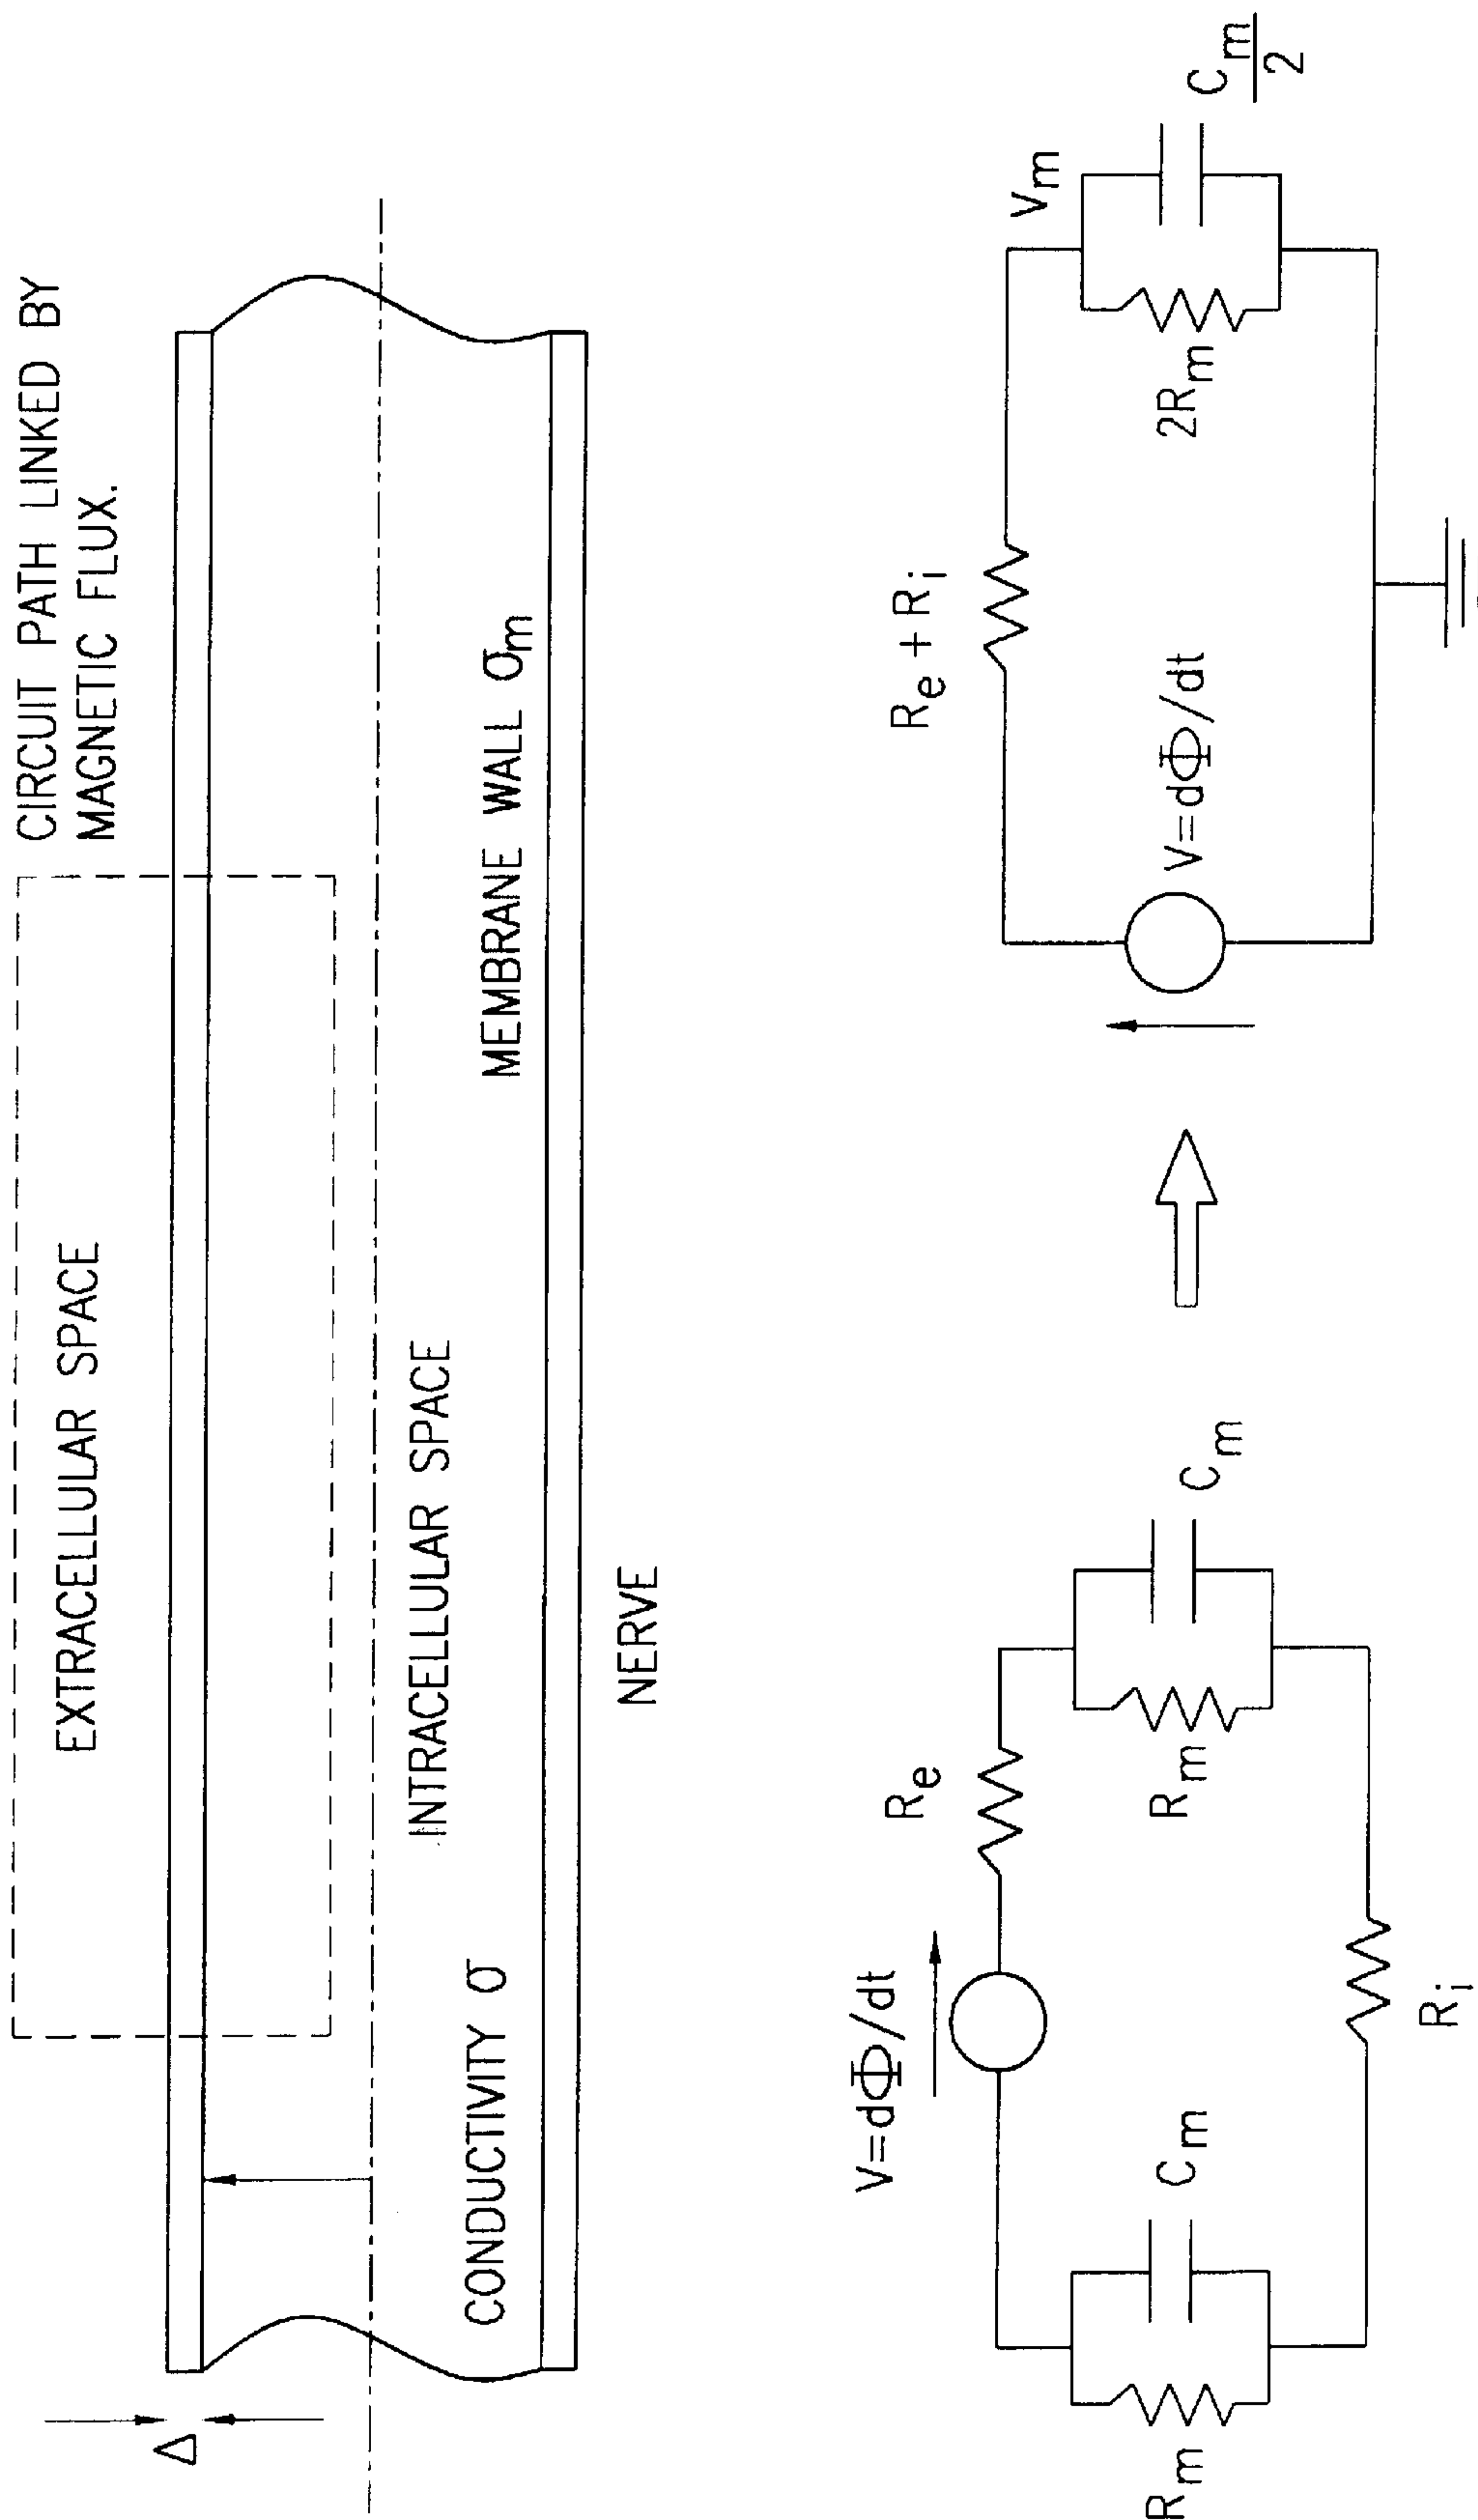 CIRCUIT PATH LINKED BY
MAGNETIC FLUX.
EXTRACELLULAR SPACE
Δ
MEMBRANE WALL σm
INTRACELLULAR SPACE
CONDUCTIVITY σ
NERVE
V=dΦ/dt
Re
Rm
Cm
Rm
Cm
Ri
Re + Ri
V=dΦ/dt
Vm
2Rm
Cm/2